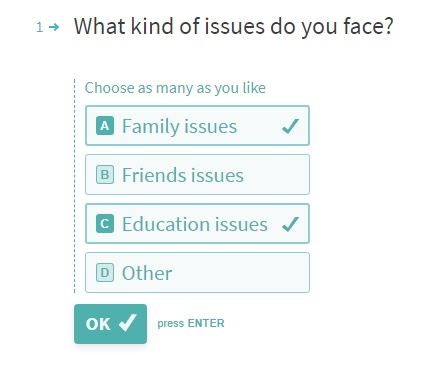 1 → What kind of issues do you face?
Choose as many as you like
A Family issues ✓
B Friends issues
C Education issues ✓
D Other
OK ✓ press ENTER